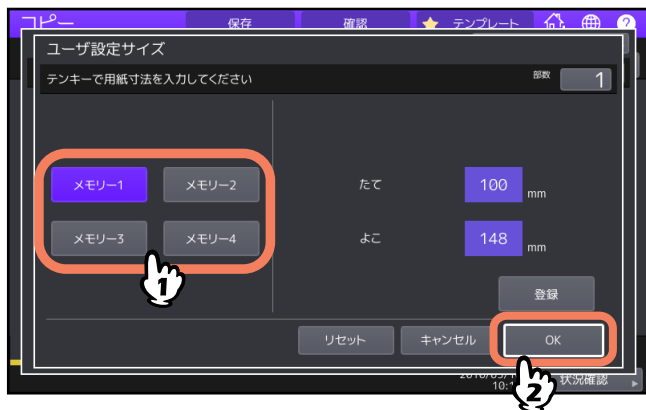 コピー 保存 確認 テンプレート ?
ユーザ設定サイズ
テンキーで用紙寸法を入力してください 部数 1
メモリー1 メモリー2 たて 100 mm
メモリー3 メモリー4 よこ 148 mm
1
登録
リセット キャンセル OK
状況確認
10:1
2